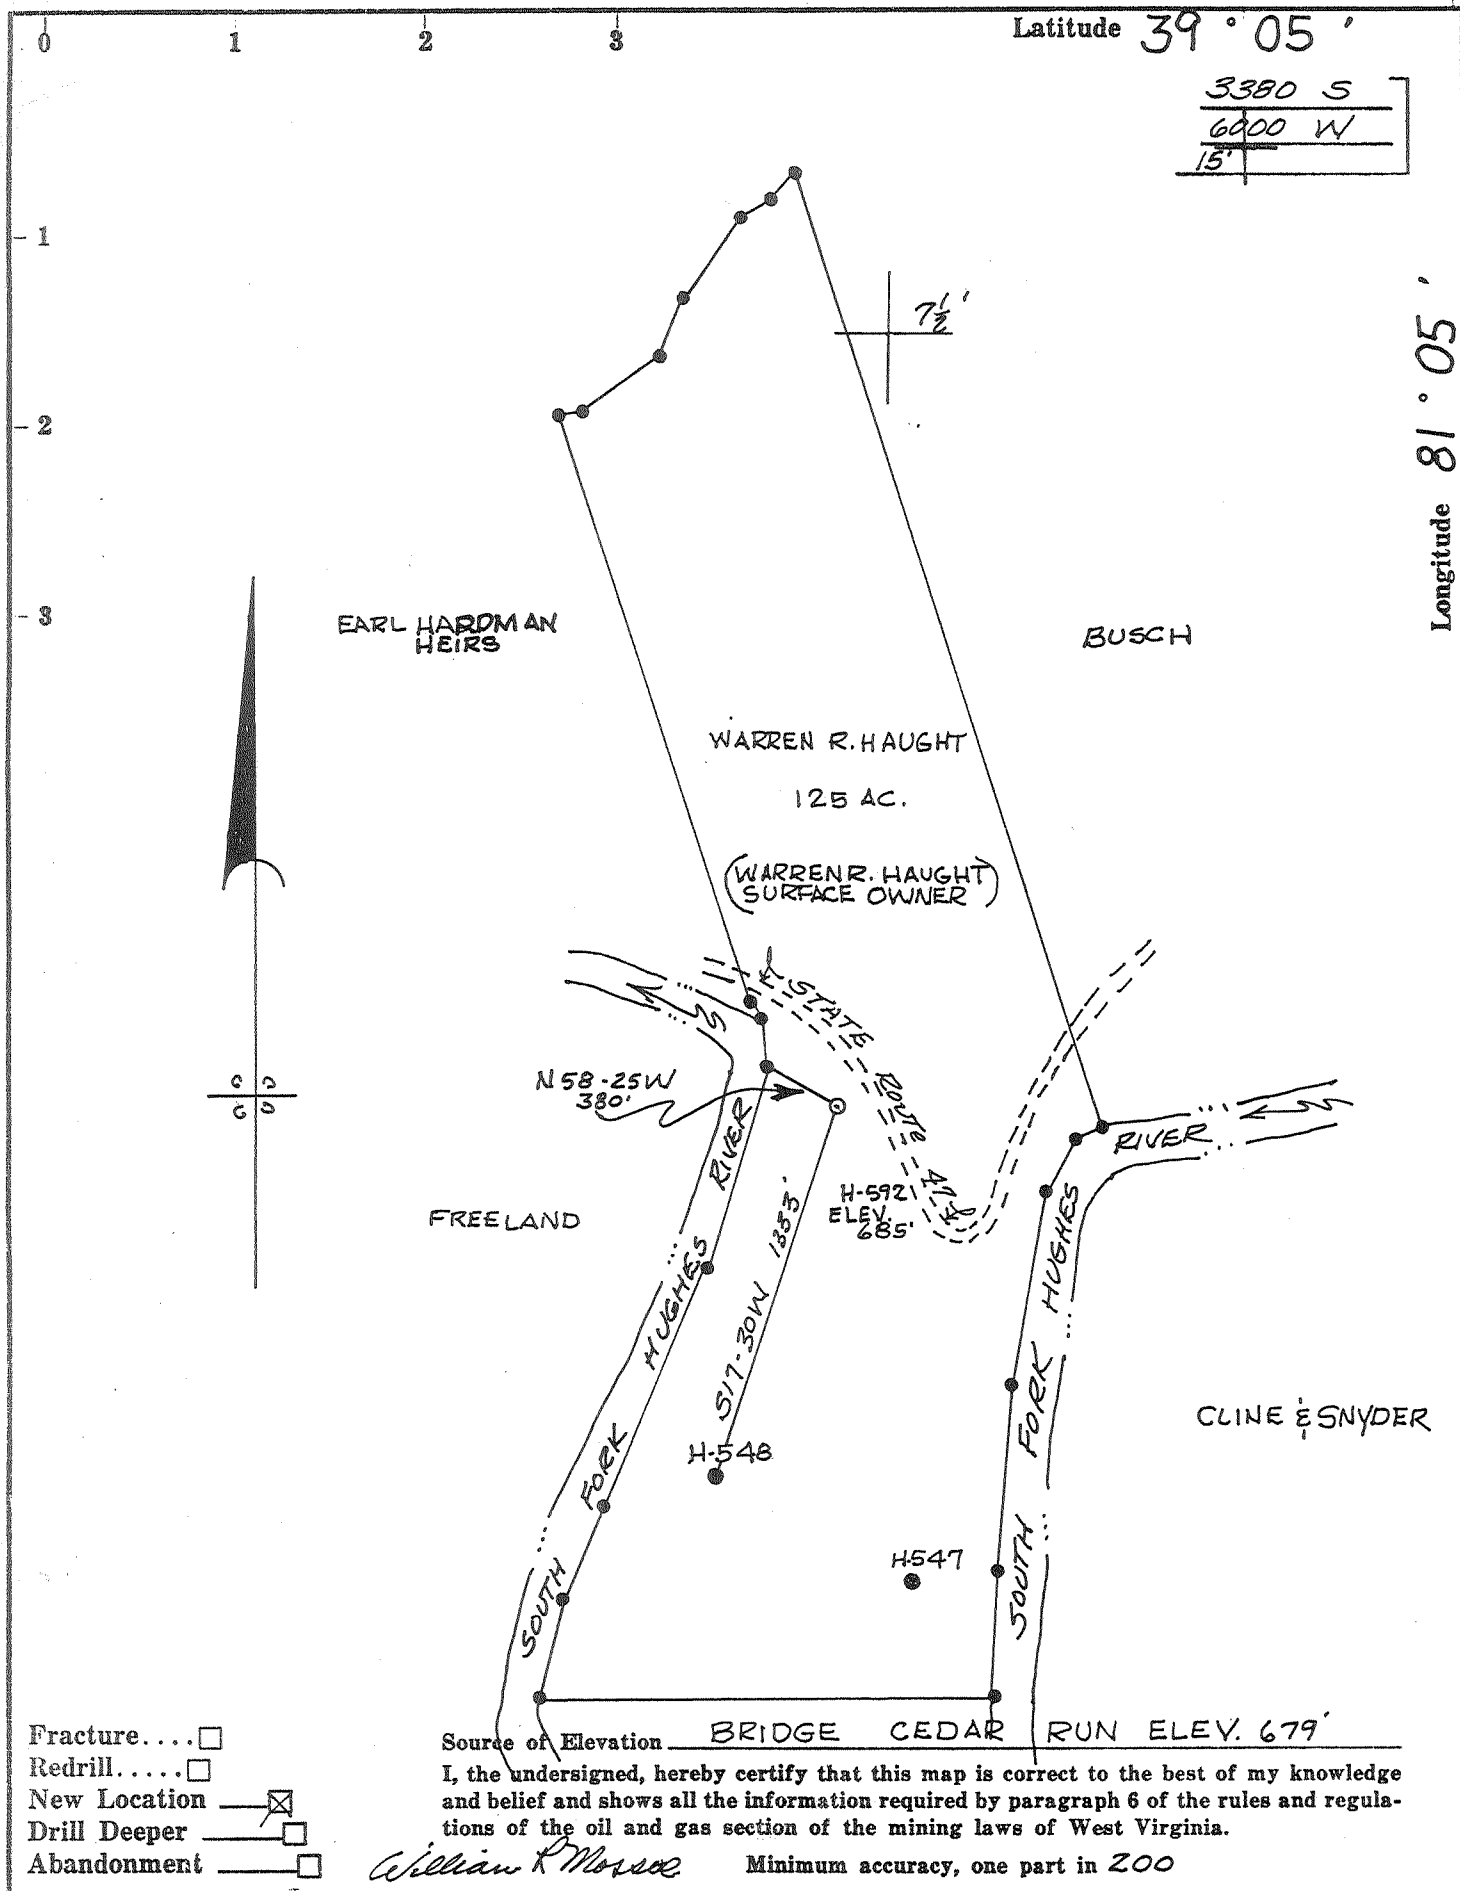 0 1 2 3 Latitude 39 ° 05 '
3380 S
6000 W
15'
- 1
7½'
- 2
Longitude 81 ° 05 '
- 3
EARL HARDMAN
HEIRS
BUSCH
WARREN R. HAUGHT
125 AC.
(WARREN R. HAUGHT
SURFACE OWNER)
STATE ROUTE 47
N 58-25W
380'
RIVER
H-592
ELEV.
685'
FREELAND
S17-30W 1333'
SOUTH FORK HUGHES RIVER
SOUTH FORK HUGHES
CLINE & SNYDER
H-548
H-547
Fracture....
Redrill.....
New Location
Drill Deeper
Abandonment
Source of Elevation BRIDGE CEDAR RUN ELEV. 679'
I, the undersigned, hereby certify that this map is correct to the best of my knowledge
and belief and shows all the information required by paragraph 6 of the rules and regula-
tions of the oil and gas section of the mining laws of West Virginia.
William R Mossor Minimum accuracy, one part in 200